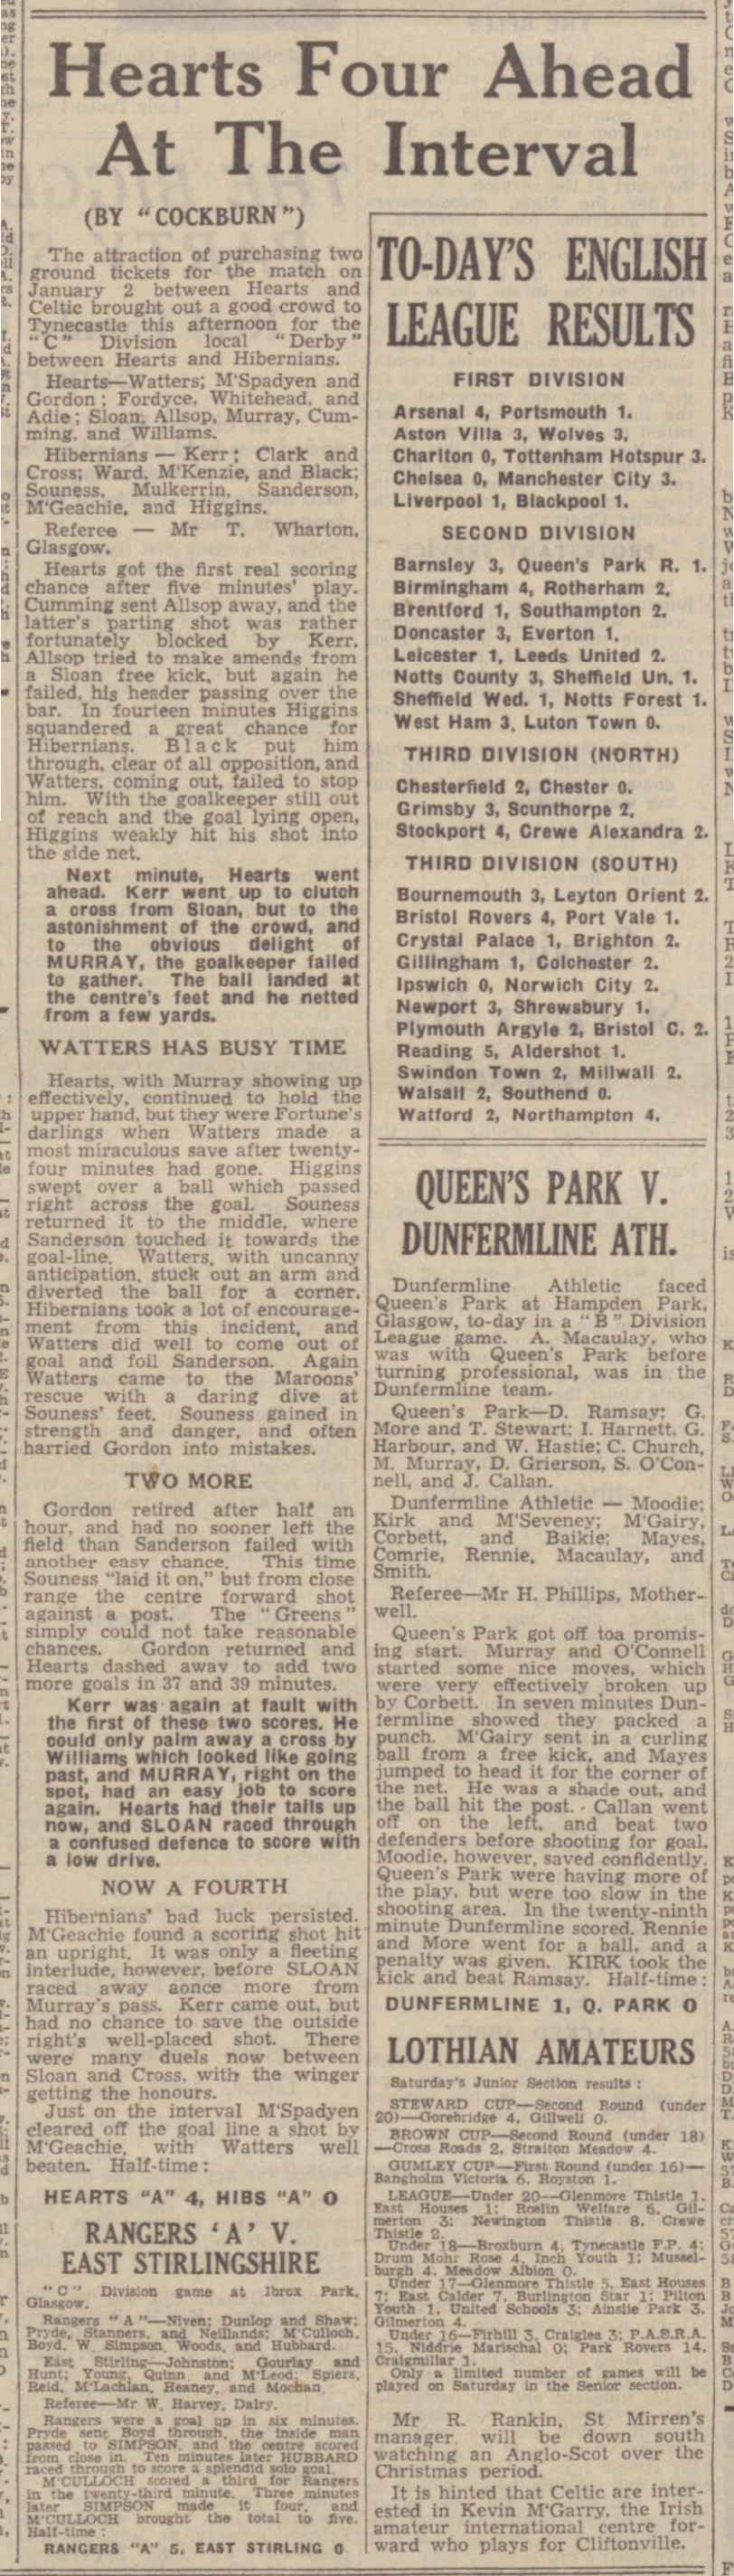 Hearts Four Ahead
At The Interval
(BY "COCKBURN")
The attraction of purchasing two
ground tickets for the match on
January 2 between Hearts and
Celtic brought out a good crowd to
Tynecastle this afternoon for the
"C" Division local "Derby"
between Hearts and Hibernians.
Hearts—Watters; M'Spadyen and
Gordon; Fordyce, Whitehead, and
Adie; Sloan, Allsop, Murray, Cum-
ming, and Williams.
Hibernians — Kerr; Clark and
Cross; Ward, M'Kenzie, and Black;
Souness, Mulkerrin, Sanderson,
M'Geachie, and Higgins.
Referee — Mr T. Wharton,
Glasgow.
Hearts got the first real scoring
chance after five minutes' play.
Cumming sent Allsop away, and the
latter's parting shot was rather
fortunately blocked by Kerr.
Allsop tried to make amends from
a Sloan free kick, but again he
failed, his header passing over the
bar. In fourteen minutes Higgins
squandered a great chance for
Hibernians. Black put him
through, clear of all opposition, and
Watters, coming out, failed to stop
him. With the goalkeeper still out
of reach and the goal lying open,
Higgins weakly hit his shot into
the side net.
Next minute, Hearts went
ahead. Kerr went up to clutch
a cross from Sloan, but to the
astonishment of the crowd, and
to the obvious delight of
MURRAY, the goalkeeper failed
to gather. The ball landed at
the centre's feet and he netted
from a few yards.
WATTERS HAS BUSY TIME
Hearts, with Murray showing up
effectively, continued to hold the
upper hand, but they were Fortune's
darlings when Watters made a
most miraculous save after twenty-
four minutes had gone. Higgins
swept over a ball which passed
right across the goal. Souness
returned it to the middle, where
Sanderson touched it towards the
goal-line. Watters, with uncanny
anticipation, stuck out an arm and
diverted the ball for a corner.
Hibernians took a lot of encourage-
ment from this incident, and
Watters did well to come out of
goal and foil Sanderson. Again
Watters came to the Maroons'
rescue with a daring dive at
Souness' feet. Souness gained in
strength and danger, and often
harried Gordon into mistakes.
TWO MORE
Gordon retired after half an
hour, and had no sooner left the
field than Sanderson failed with
another easy chance. This time
Souness "laid it on," but from close
range the centre forward shot
against a post. The "Greens"
simply could not take reasonable
chances. Gordon returned and
Hearts dashed away to add two
more goals in 37 and 39 minutes.
Kerr was again at fault with
the first of these two scores. He
could only palm away a cross by
Williams which looked like going
past, and MURRAY, right on the
spot, had an easy job to score
again. Hearts had their tails up
now, and SLOAN raced through
a confused defence to score with
a low drive.
NOW A FOURTH
Hibernians' bad luck persisted.
M'Geachie found a scoring shot hit
an upright. It was only a fleeting
interlude, however, before SLOAN
raced away aonce more from
Murray's pass. Kerr came out, but
had no chance to save the outside
right's well-placed shot. There
were many duels now between
Sloan and Cross, with the winger
getting the honours.
Just on the interval M'Spadyen
cleared off the goal line a shot by
M'Geachie, with Watters well
beaten. Half-time:
HEARTS "A" 4, HIBS "A" 0
RANGERS 'A' V.
EAST STIRLINGSHIRE
"C" Division game at Ibrox Park,
Glasgow.
Rangers "A"—Niven; Dunlop and Shaw;
Pryde, Stanners, and Neillands; M'Culloch,
Boyd, W. Simpson, Woods, and Hubbard.
East Stirling—Johnston; Gourlay and
Hunt; Young, Quinn and M'Leod; Spiers,
Reid, M'Lachlan, Heaney, and Mochan.
Referee—Mr W. Harvey, Dalry.
Rangers were a goal up in six minutes.
Pryde sent Boyd through, the inside man
passed to SIMPSON, and the centre scored
from close in. Ten minutes later HUBBARD
raced through to score a splendid solo goal.
M'CULLOCH scored a third for Rangers
in the twenty-third minute. Three minutes
later SIMPSON made it four, and
M'CULLOCH brought the total to five.
Half-time:
RANGERS "A" 5, EAST STIRLING 0
TO-DAY'S ENGLISH
LEAGUE RESULTS
FIRST DIVISION
Arsenal 4, Portsmouth 1.
Aston Villa 3, Wolves 3.
Charlton 0, Tottenham Hotspur 3.
Chelsea 0, Manchester City 3.
Liverpool 1, Blackpool 1.
SECOND DIVISION
Barnsley 3, Queen's Park R. 1.
Birmingham 4, Rotherham 2.
Brentford 1, Southampton 2.
Doncaster 3, Everton 1.
Leicester 1, Leeds United 2.
Notts County 3, Sheffield Un. 1.
Sheffield Wed. 1, Notts Forest 1.
West Ham 3, Luton Town 0.
THIRD DIVISION (NORTH)
Chesterfield 2, Chester 0.
Grimsby 3, Scunthorpe 2.
Stockport 4, Crewe Alexandra 2.
THIRD DIVISION (SOUTH)
Bournemouth 3, Leyton Orient 2.
Bristol Rovers 4, Port Vale 1.
Crystal Palace 1, Brighton 2.
Gillingham 1, Colchester 2.
Ipswich 0, Norwich City 2.
Newport 3, Shrewsbury 1.
Plymouth Argyle 2, Bristol C. 2.
Reading 5, Aldershot 1.
Swindon Town 2, Millwall 2.
Walsall 2, Southend 0.
Watford 2, Northampton 4.
QUEEN'S PARK V.
DUNFERMLINE ATH.
Dunfermline Athletic faced
Queen's Park at Hampden Park,
Glasgow, to-day in a "B" Division
League game. A. Macaulay, who
was with Queen's Park before
turning professional, was in the
Dunfermline team.
Queen's Park—D. Ramsay; G.
More and T. Stewart; I. Harnett, G.
Harbour, and W. Hastie; C. Church,
M. Murray, D. Grierson, S. O'Con-
nell, and J. Callan.
Dunfermline Athletic — Moodie;
Kirk and M'Seveney; M'Gairy,
Corbett, and Baikie; Mayes,
Comrie, Rennie, Macaulay, and
Smith.
Referee—Mr H. Phillips, Mother-
well.
Queen's Park got off toa promis-
ing start. Murray and O'Connell
started some nice moves, which
were very effectively broken up
by Corbett. In seven minutes Dun-
fermline showed they packed a
punch. M'Gairy sent in a curling
ball from a free kick, and Mayes
jumped to head it for the corner of
the net. He was a shade out, and
the ball hit the post. Callan went
off on the left, and beat two
defenders before shooting for goal.
Moodie, however, saved confidently.
Queen's Park were having more of
the play, but were too slow in the
shooting area. In the twenty-ninth
minute Dunfermline scored. Rennie
and More went for a ball, and a
penalty was given. KIRK took the
kick and beat Ramsay. Half-time:
DUNFERMLINE 1, Q. PARK 0
LOTHIAN AMATEURS
Saturday's Junior Section results:
STEWARD CUP—Second Round (under
20)—Gorebridge 4, Gillwell 0.
BROWN CUP—Second Round (under 18)
—Cross Roads 2, Straiton Meadow 4.
GUMLEY CUP—First Round (under 16)—
Bangholm Victoria 6, Royston 1.
LEAGUE—Under 20—Glenmore Thistle 1,
East Houses 1; Roslin Welfare 6, Gil-
merton 3; Newington Thistle 8, Crewe
Thistle 2.
Under 18—Broxburn 4, Tynecastle F.P. 4;
Drum Mohr Rose 4, Inch Youth 1; Mussel-
burgh 4, Meadow Albion 0.
Under 17—Glenmore Thistle 5, East Houses
7; East Calder 7, Burlington Star 1; Pilton
Youth 1, United Schools 3; Ainslie Park 3,
Gilmerton 4.
Under 16—Firhill 3, Craiglea 3; P.A.S.R.A.
15, Niddrie Marischal 0; Park Rovers 14,
Craigmillar 1.
Only a limited number of games will be
played on Saturday in the Senior section.
Mr R. Rankin, St Mirren's
manager, will be down south
watching an Anglo-Scot over the
Christmas period.
It is hinted that Celtic are inter-
ested in Kevin M'Garry, the Irish
amateur international centre for-
ward who plays for Cliftonville.